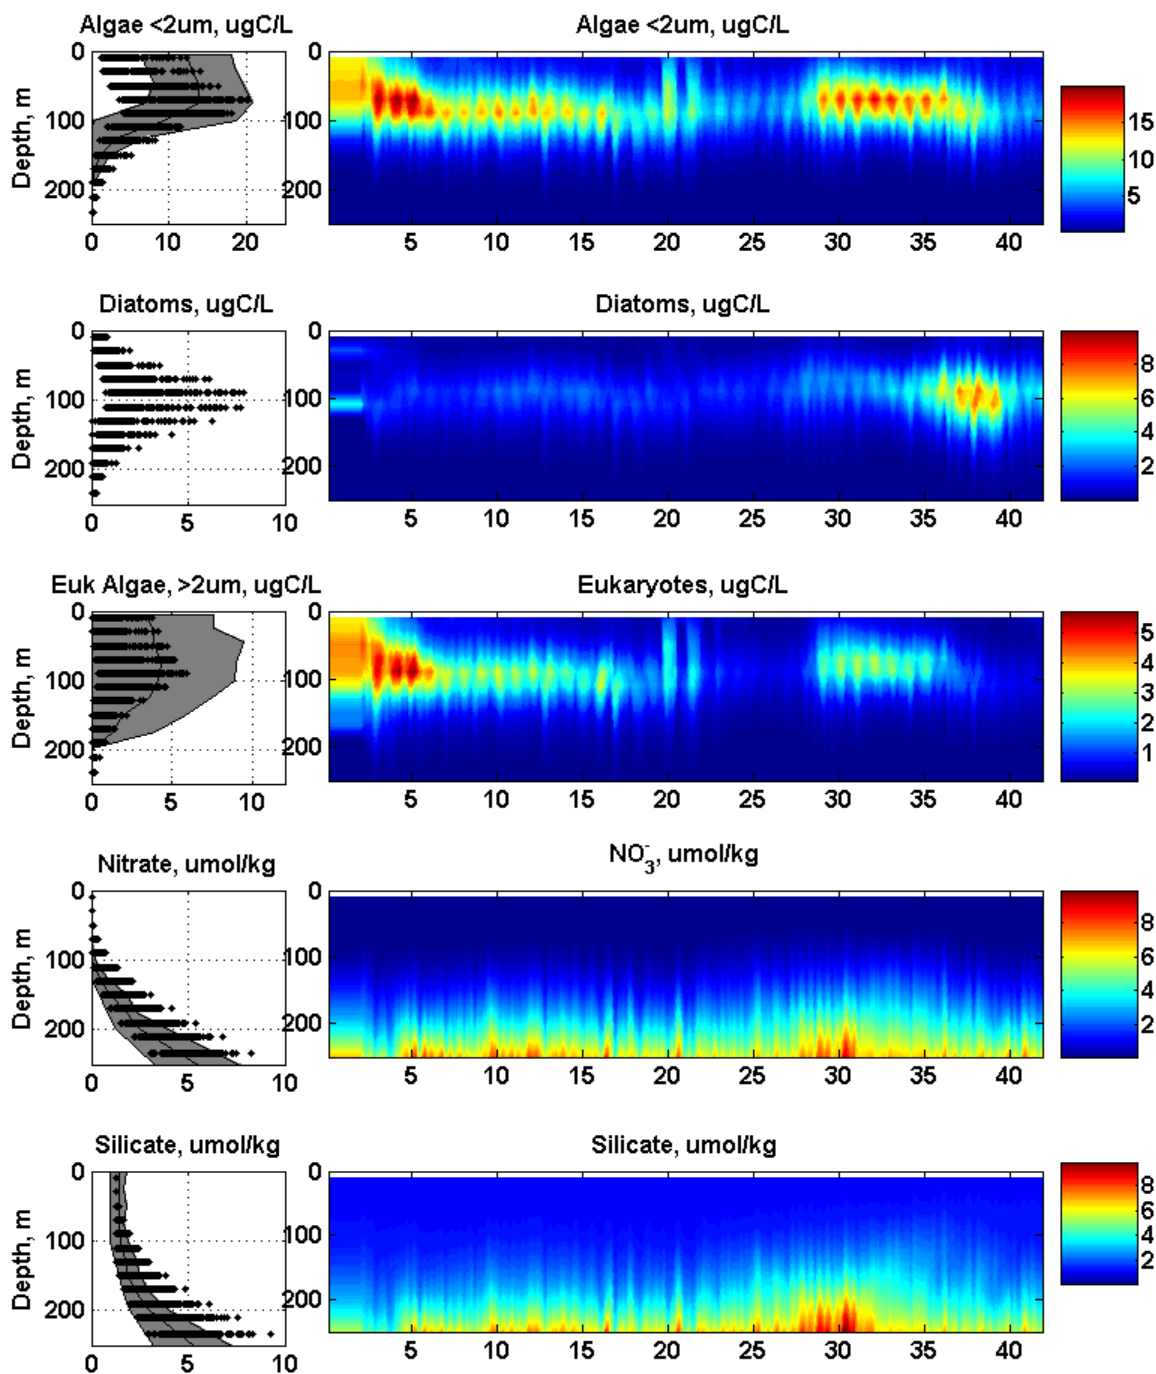 Algae <2um, ugC/L
Algae <2um, ugC/L
Depth, m
0
100
200
0 10 20
0
100
200
5 10 15 20 25 30 35 40
15
10
5
Diatoms, ugC/L
Diatoms, ugC/L
Depth, m
0
100
200
0 5 10
0
100
200
5 10 15 20 25 30 35 40
8
6
4
2
Euk Algae, >2um, ugC/L
Eukaryotes, ugC/L
Depth, m
0
100
200
0 5 10
0
100
200
5 10 15 20 25 30 35 40
5
4
3
2
1
Nitrate, umol/kg
NO₃⁻, umol/kg
Depth, m
0
100
200
0 5 10
0
100
200
5 10 15 20 25 30 35 40
8
6
4
2
Silicate, umol/kg
Silicate, umol/kg
Depth, m
0
100
200
0 5 10
0
100
200
5 10 15 20 25 30 35 40
8
6
4
2